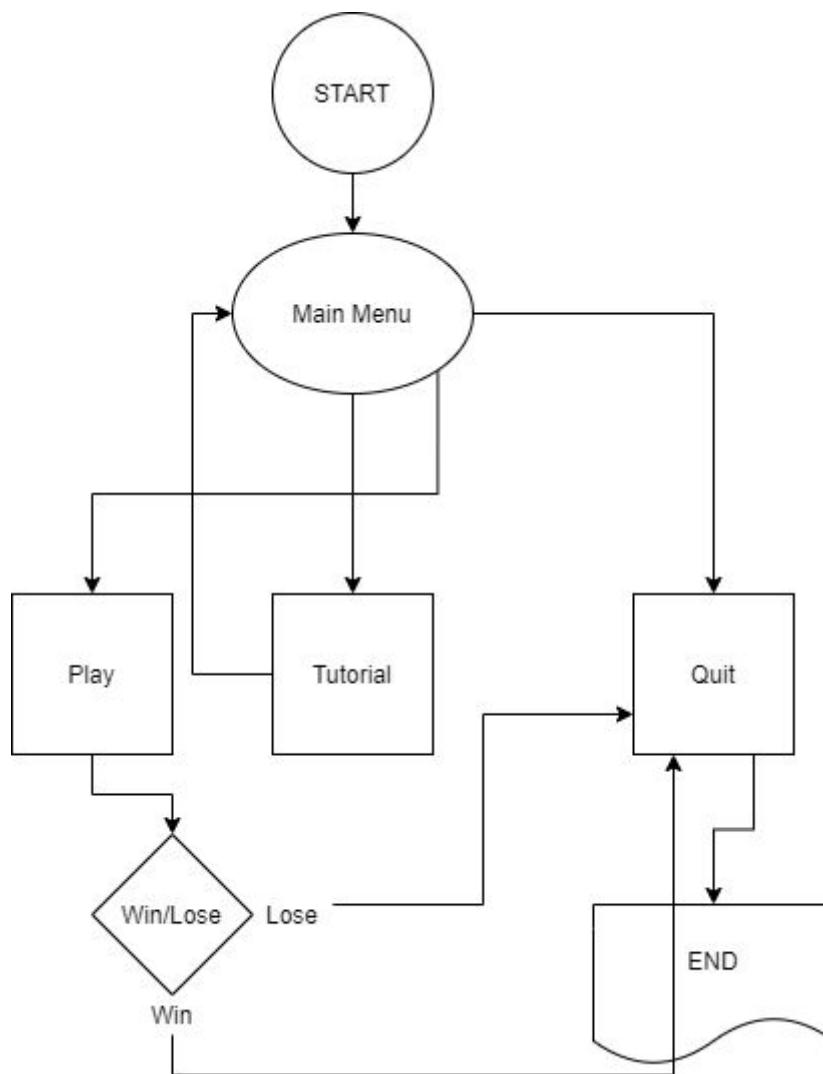 START
Main Menu
Play
Tutorial
Quit
Win/Lose
Lose
END
Win